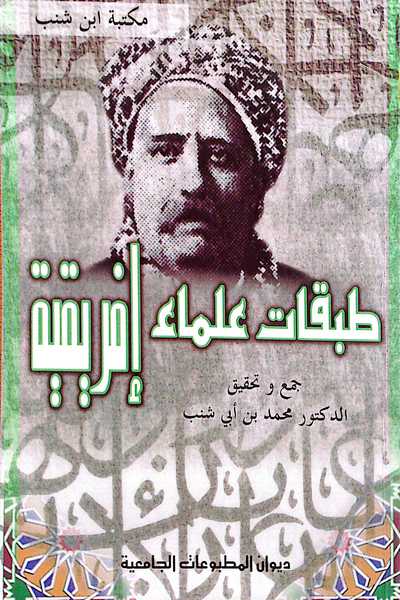 مكتبة ابن شنب
طبقات علماء إفريقية
جمع و تحقيق
الدكتور محمد بن أبي شنب
ديوان المطبوعات الجامعية